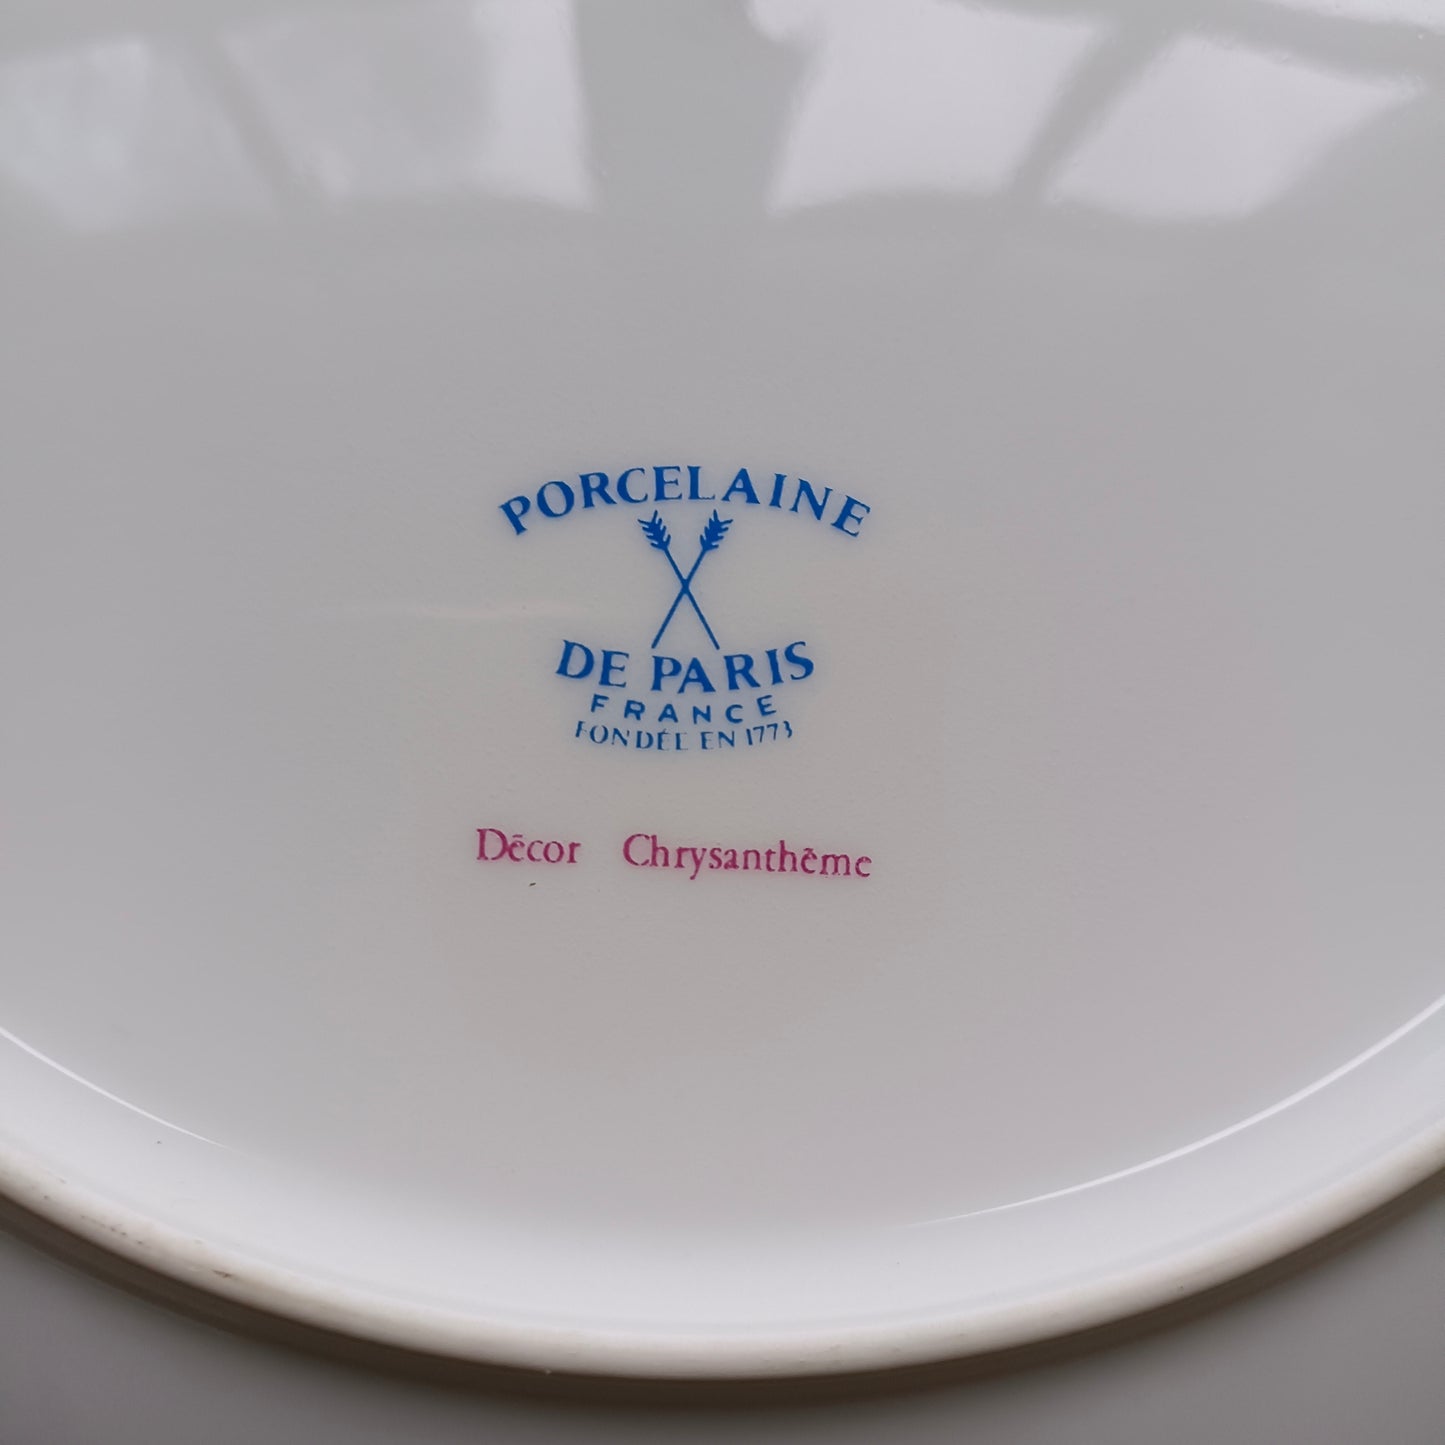 PORCELAINE
DE PARIS
FRANCE
FONDÉE EN 1773
Décor Chrysanthème